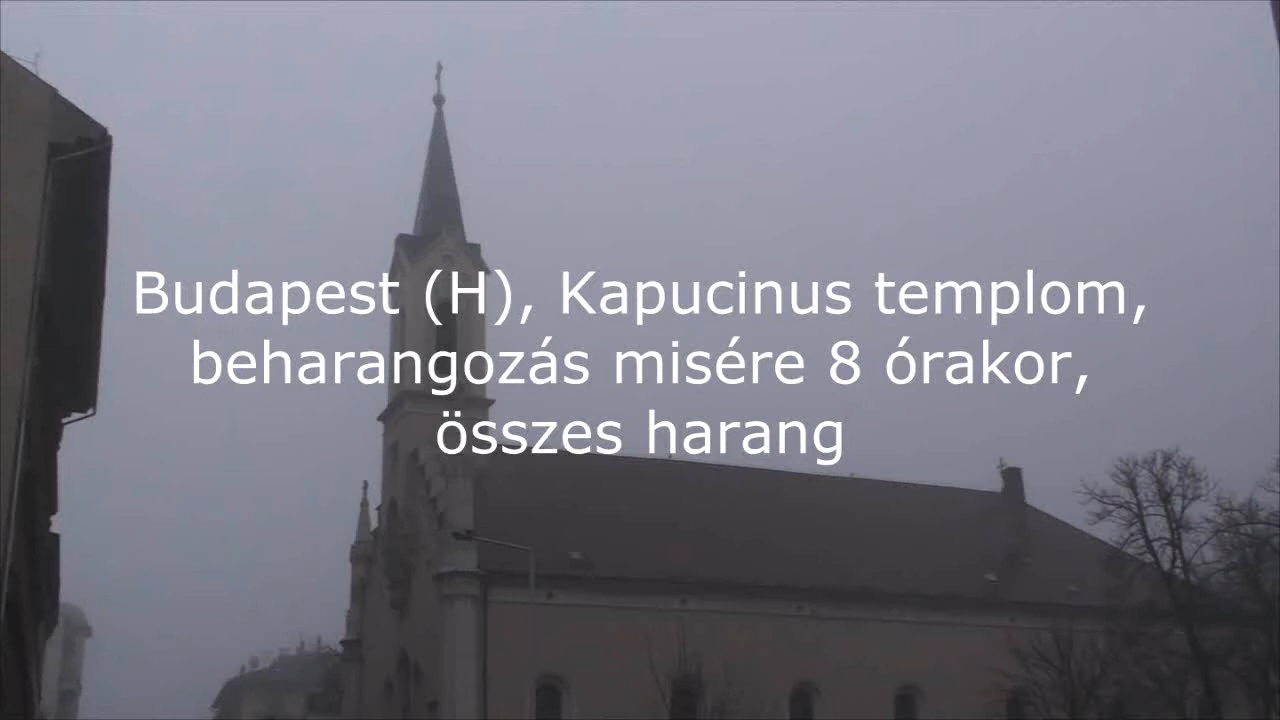 Budapest (H), Kapucinus templom,
beharangozás misére 8 órakor,
összes harang